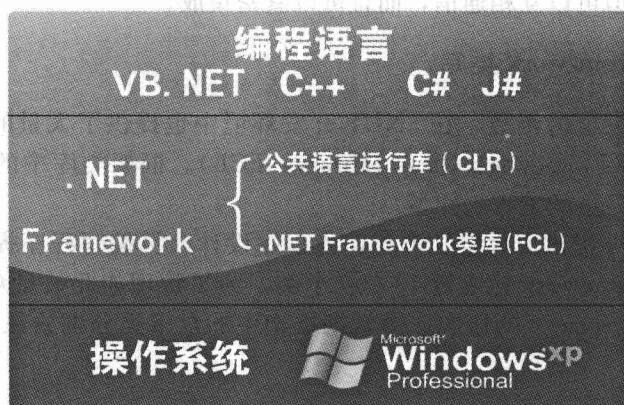 编程语言
VB. NET C++ C# J#
. NET
Framework
公共语言运行库 ( CLR )
.NET Framework类库(FCL)
操作系统
Microsoft
Windows xp
Professional